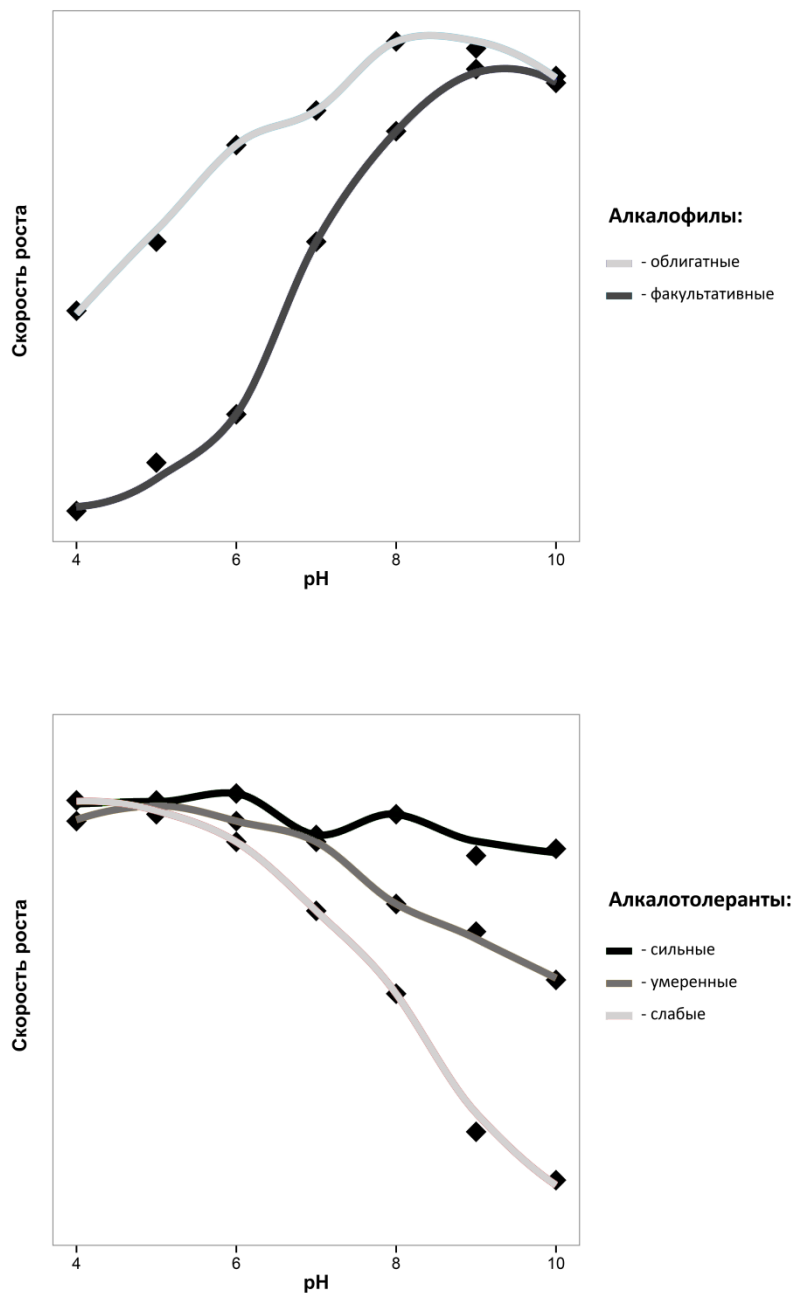 Скорость роста
4
6
8
10
pH
Алкалофилы:
- облигатные
- факультативные
Скорость роста
4
6
8
10
pH
Алкалотолеранты:
- сильные
- умеренные
- слабые